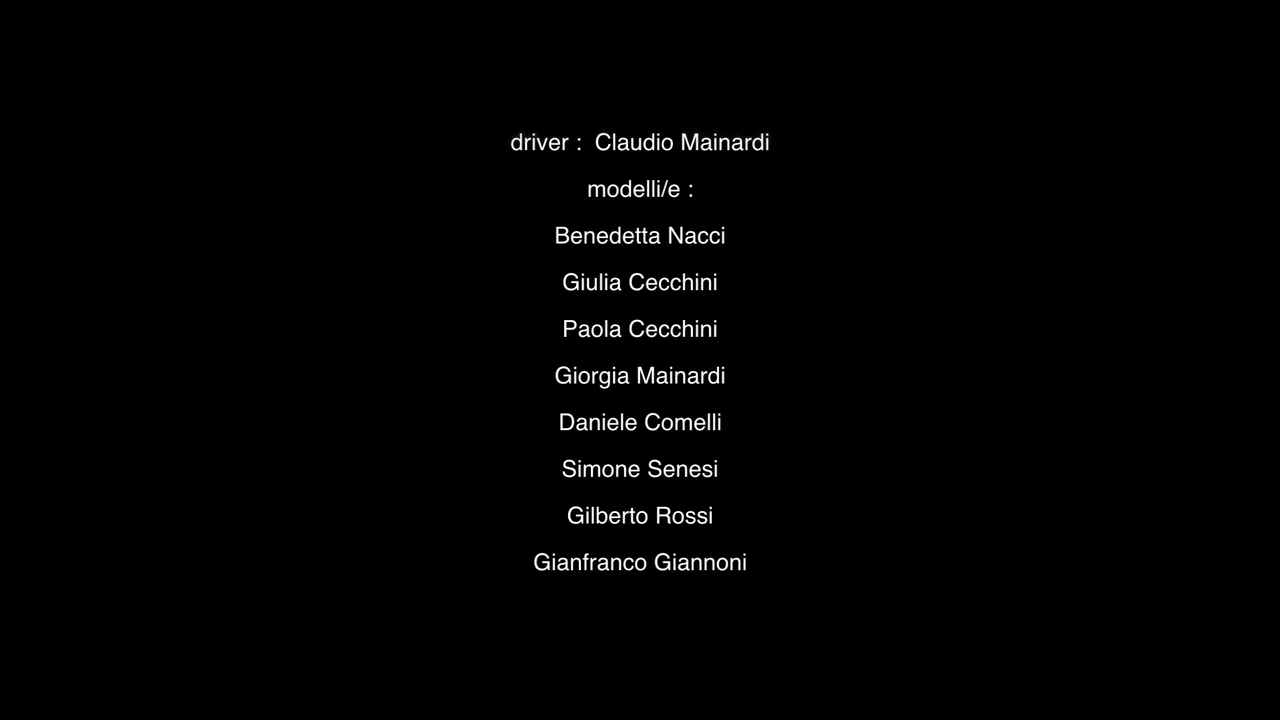 driver :  Claudio Mainardi
modelli/e :
Benedetta Nacci
Giulia Cecchini
Paola Cecchini
Giorgia Mainardi
Daniele Comelli
Simone Senesi
Gilberto Rossi
Gianfranco Giannoni